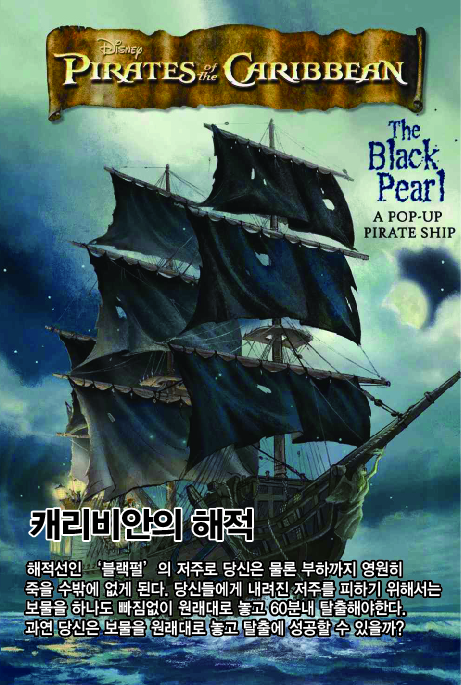 Disney
PIRATES of the CARIBBEAN
The
Black
Pearl
A POP-UP
PIRATE SHIP
캐리비안의 해적
해적선인 ‘블랙펄’의 저주로 당신은 물론 부하까지 영원히
죽을 수밖에 없게 된다. 당신들에게 내려진 저주를 피하기 위해서는
보물을 하나도 빠짐없이 원래대로 놓고 60분내 탈출해야한다.
과연 당신은 보물을 원래대로 놓고 탈출에 성공할 수 있을까?